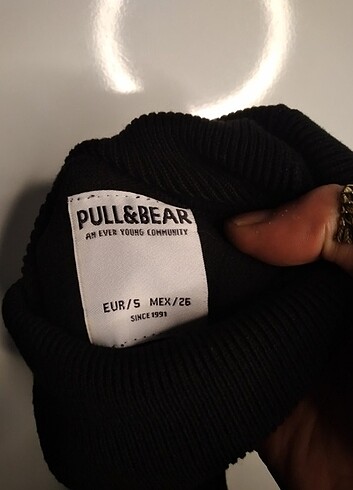 PULL&BEAR
AN EVER YOUNG COMMUNITY
EUR/S MEX/26
SINCE 1991